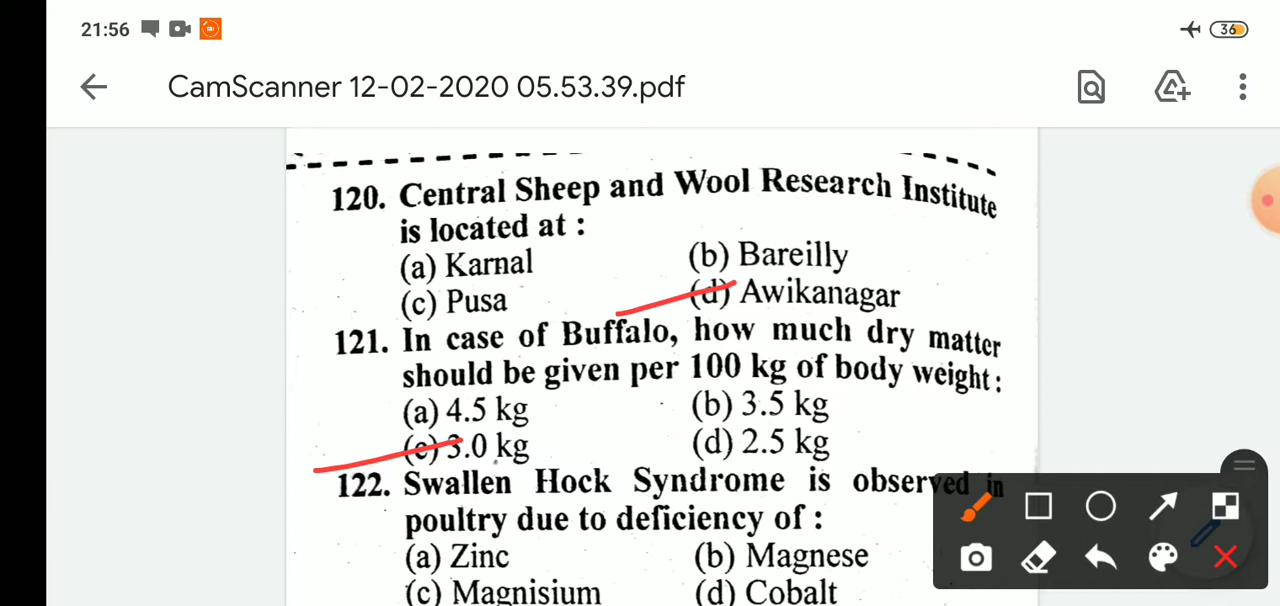 21:56
36
CamScanner 12-02-2020 05.53.39.pdf
120. Central Sheep and Wool Research Institute
is located at :
(a) Karnal (b) Bareilly
(c) Pusa (d) Awikanagar
121. In case of Buffalo, how much dry matter
should be given per 100 kg of body weight :
(a) 4.5 kg (b) 3.5 kg
(c) 3.0 kg (d) 2.5 kg
122. Swallen Hock Syndrome is observed in
poultry due to deficiency of :
(a) Zinc (b) Magnese
(c) Magnisium (d) Cobalt